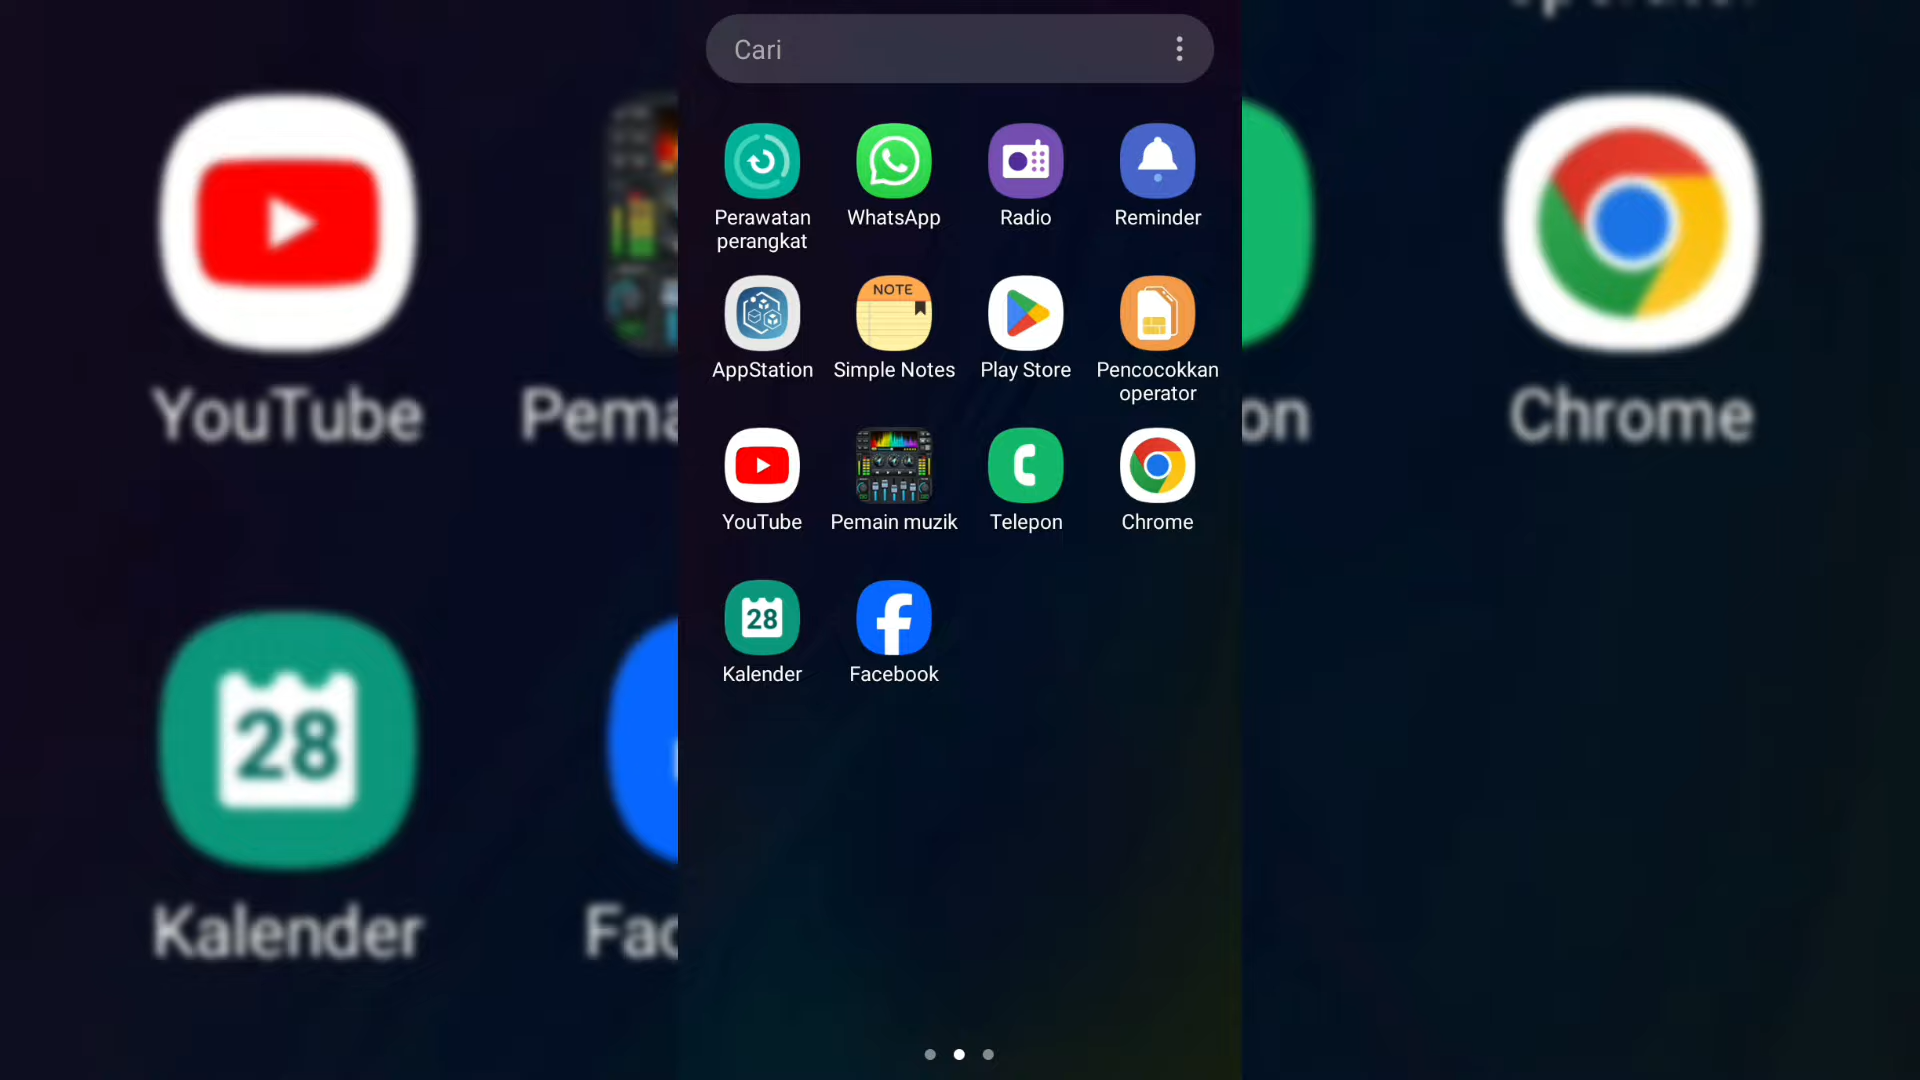 Cari
Perawatan
perangkat
WhatsApp
Radio
Reminder
AppStation
NOTE
Simple Notes
Play Store
Pencocokkan
operator
YouTube
Pemain muzik
Telepon
Chrome
28
Kalender
Facebook
YouTube
Pema
on
Chrome
28
Kalender
Fac